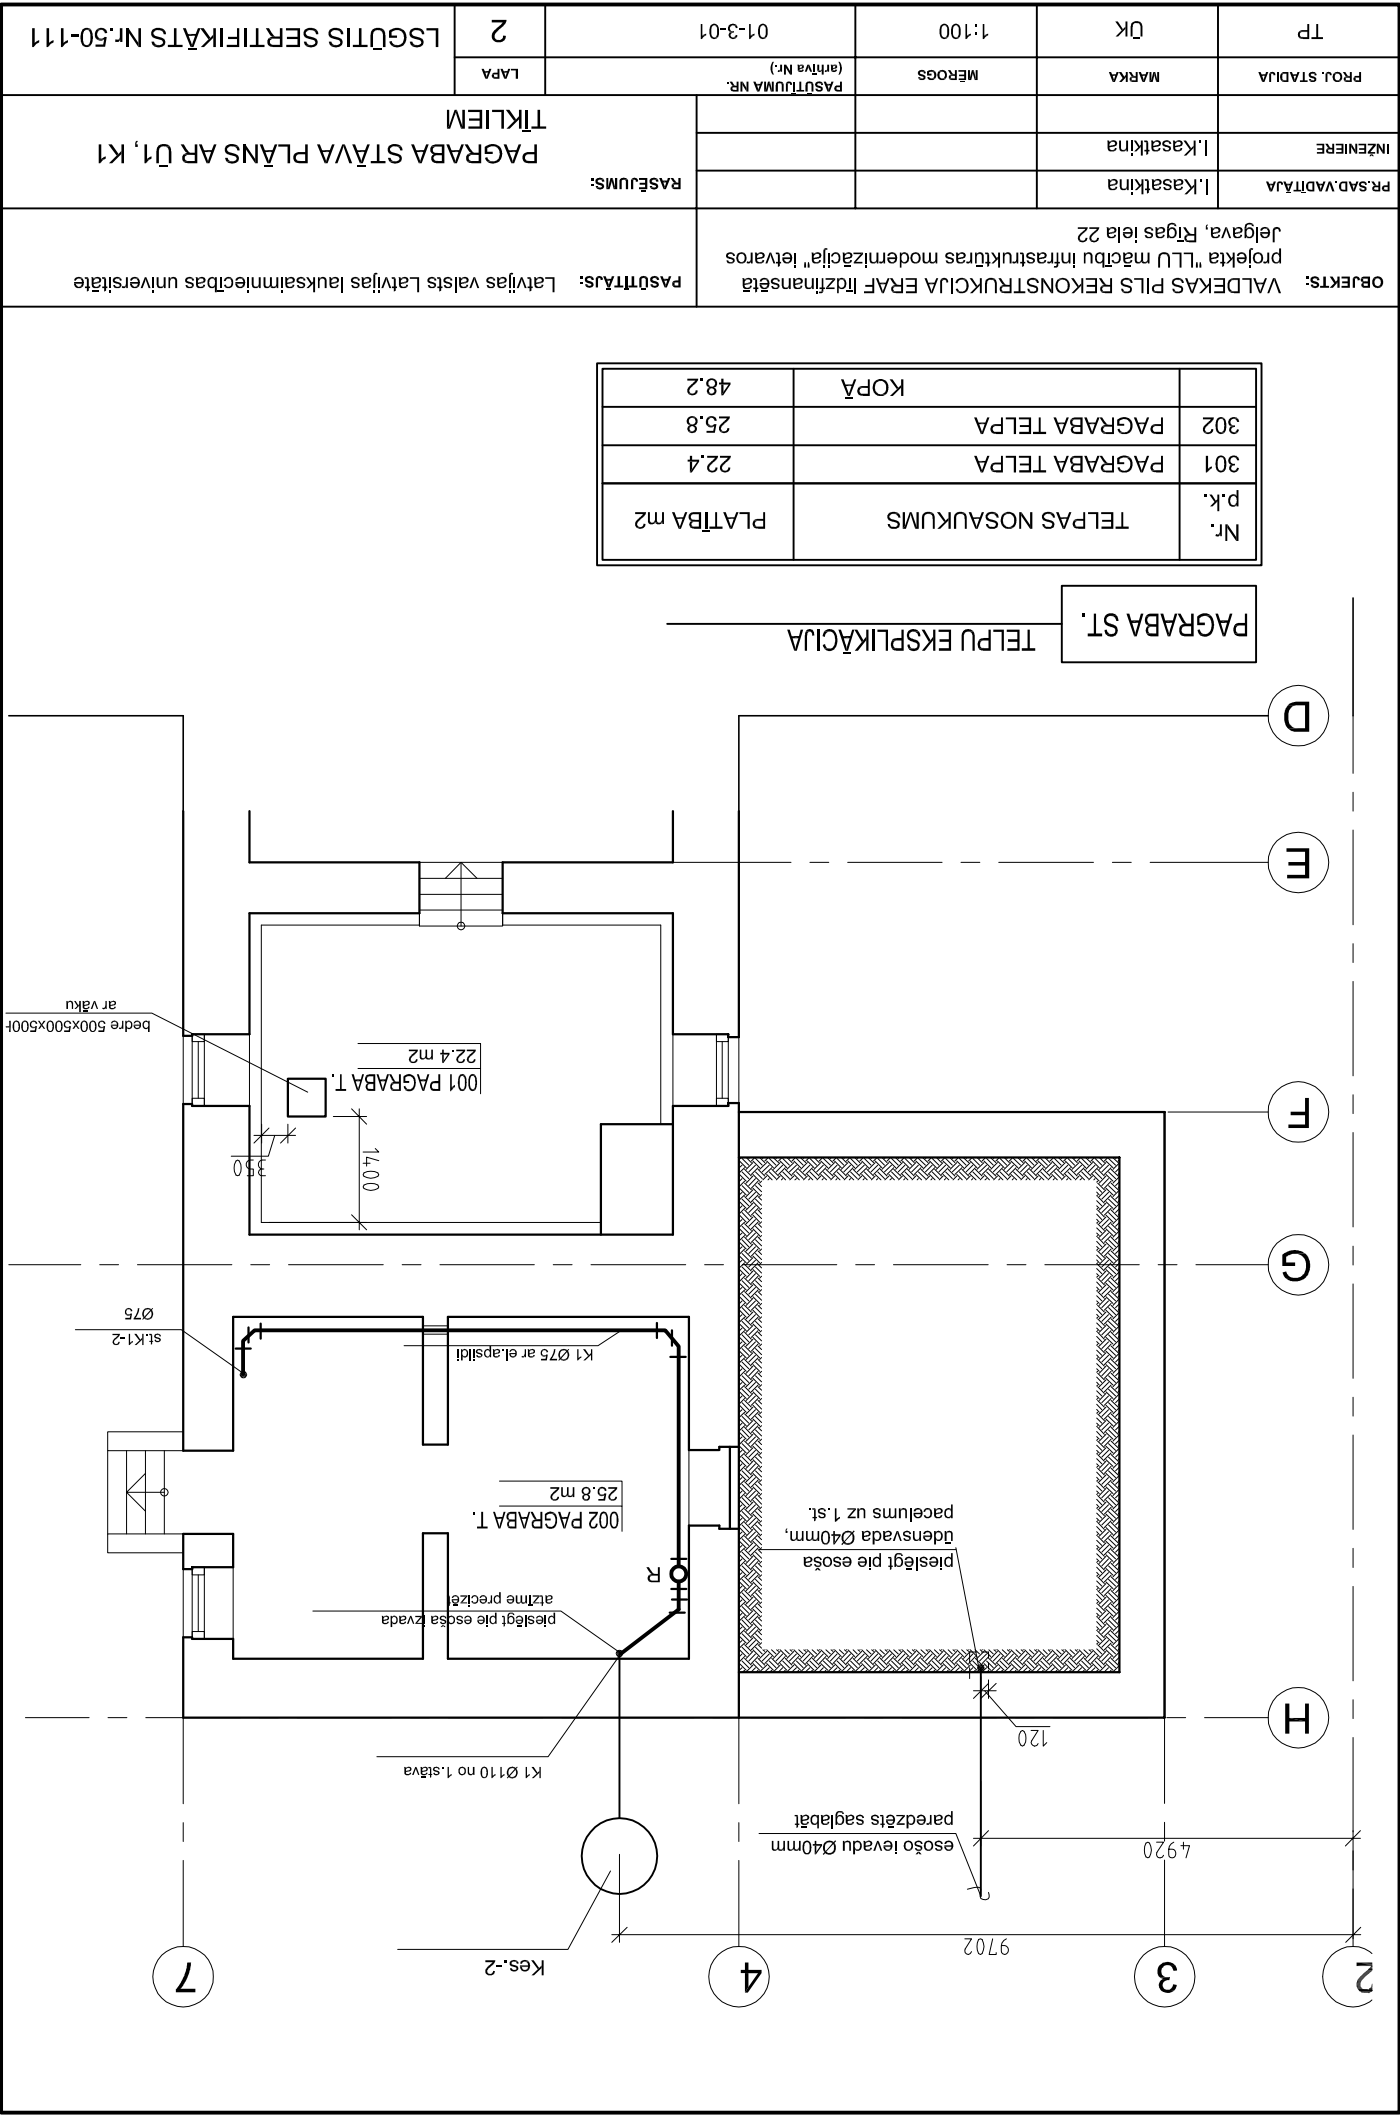 2
3
4
7
9702
Kes.-2
4920
esošo ievadu Ø40mm
paredzēts saglabāt
K1 Ø110 no 1.stāva
120
H
pieslēgt pie esoša izvada
atzīme precizēt
R
pieslēgt pie esoša
ūdensvada Ø40mm,
pacelums uz 1.st.
002 PAGRABA T.
25.8 m2
K1 Ø75 ar el.apsildi
st.K1-2
Ø75
G
1400
350
F
001 PAGRABA T.
22.4 m2
bedre 500x500x500
ar vāku
E
D
PAGRABA ST.
TELPU EKSPLIKĀCIJA
Nr.
p.k.
TELPAS NOSAUKUMS
PLATĪBA m2
301 PAGRABA TELPA 22.4
302 PAGRABA TELPA 25.8
KOPĀ 48.2
OBJEKTS:
VALDEKAS PILS REKONSTRUKCIJA ERAF līdzfinansētā
projekta "LLU mācību infrastruktūras modernizācija" ietvaros
Jelgava, Rīgas iela 22
PASŪTĪTĀJS: Latvijas valsts Latvijas lauksaimniecības universitāte
PR.SAD.VADĪTĀJA I.Kasatkina
INŽENIERE I.Kasatkina
RASĒJUMS:
PAGRABA STĀVA PLĀNS AR Ū1, K1
TĪKLIEM
PROJ. STADIJA
MARKA
MĒROGS
PASŪTĪJUMA NR.
(arhīva Nr.)
LAPA
TP
ŪK
1:100
01-3-01
2
LSGŪTIS SERTIFIKĀTS Nr.50-111